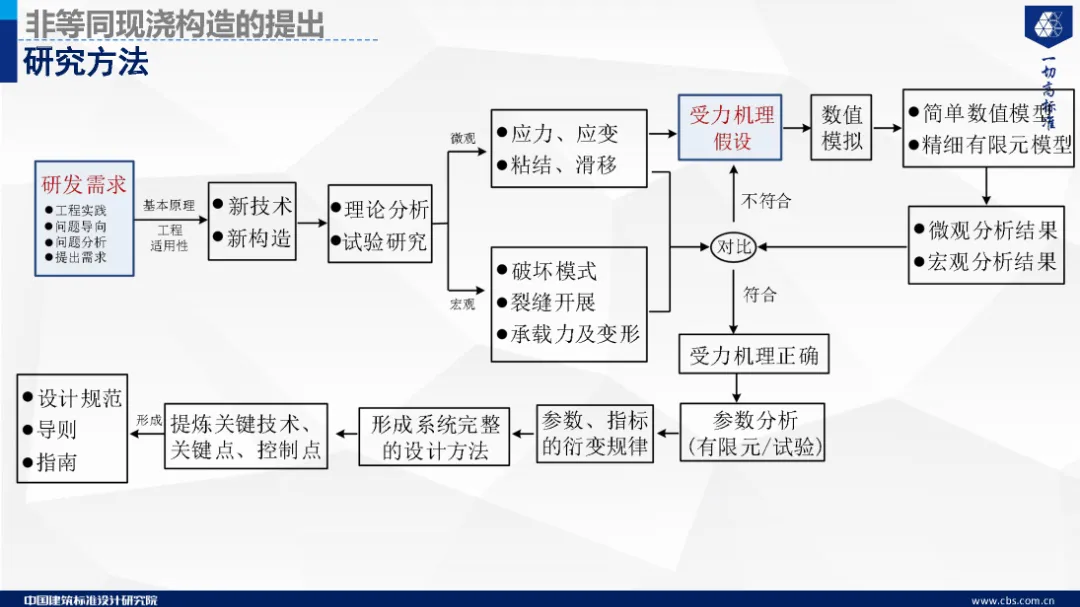 非等同现浇构造的提出
研究方法
一切高标准
研发需求
●工程实践
●问题导向
●问题分析
●提出需求
基本原理
工程
适用性
●新技术
●新构造
●理论分析
●试验研究
微观
宏观
●应力、应变
●粘结、滑移
●破坏模式
●裂缝开展
●承载力及变形
受力机理
假设
数值
模拟
●简单数值模型
●精细有限元模型
●微观分析结果
●宏观分析结果
不符合
对比
符合
受力机理正确
参数分析
(有限元/试验)
参数、指标
的衍变规律
形成系统完整
的设计方法
提炼关键技术、
关键点、控制点
形成
●设计规范
●导则
●指南
中国建筑标准设计研究院
www.cbs.com.cn